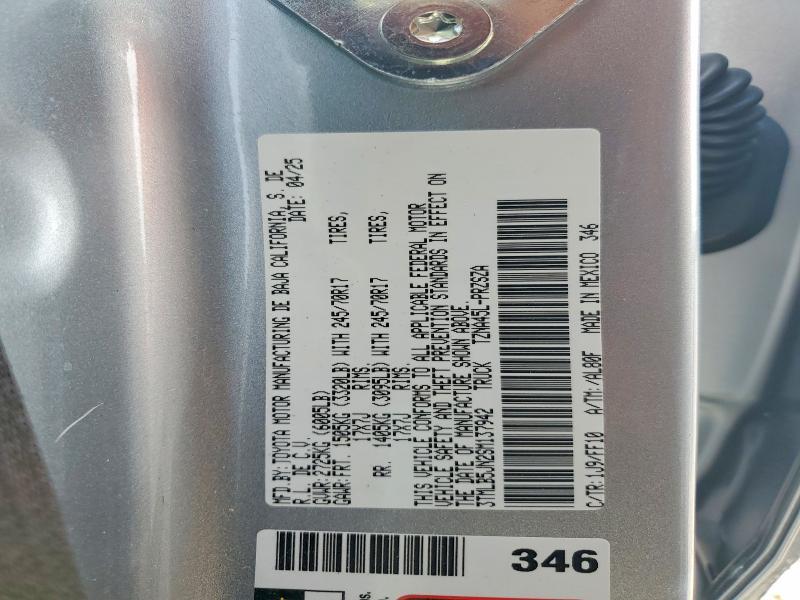 MFD.BY:TOYOTA MOTOR MANUFACTURING DE BAJA CALIFORNIA, S. DE
R.L. DE C.V. DATE: 04/25
GVWR: 2725KG (6005LB)
GAWR: FRT. 1505KG (3320LB) WITH 245/70R17 TIRES,
17X7J RIMS.
RR. 1405KG (3095LB) WITH 245/70R17 TIRES,
17X7J RIMS.
THIS VEHICLE CONFORMS TO ALL APPLICABLE FEDERAL MOTOR
VEHICLE SAFETY AND THEFT PREVENTION STANDARDS IN EFFECT ON
THE DATE OF MANUFACTURE SHOWN ABOVE.
3TMLB5JN2SM137942 TRUCK TZNA45L-PRZSZA
C/TR:1J9/FF10 A/TM:/AL80F MADE IN MEXICO 346
346